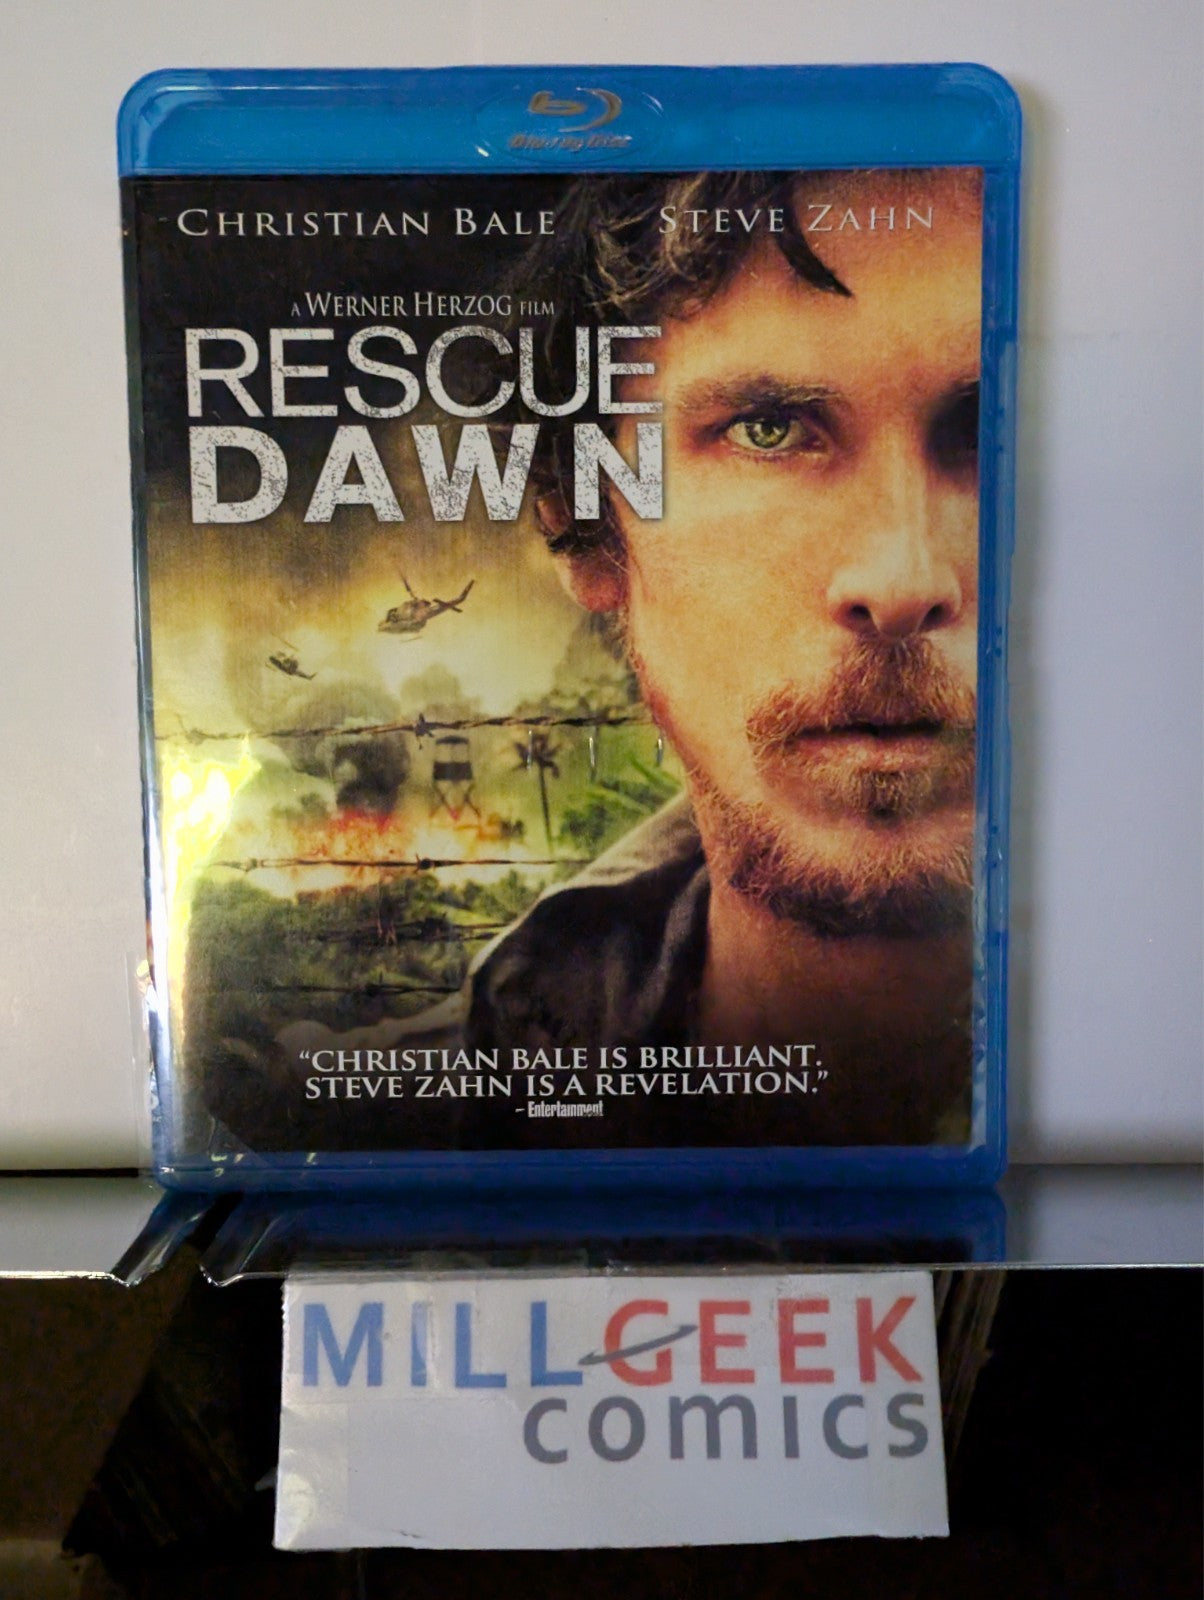 Blu-ray Disc
CHRISTIAN BALE STEVE ZAHN
A WERNER HERZOG FILM
RESCUE
DAWN
“CHRISTIAN BALE IS BRILLIANT.
STEVE ZAHN IS A REVELATION.”
– Entertainment
MILLGEEK
comics